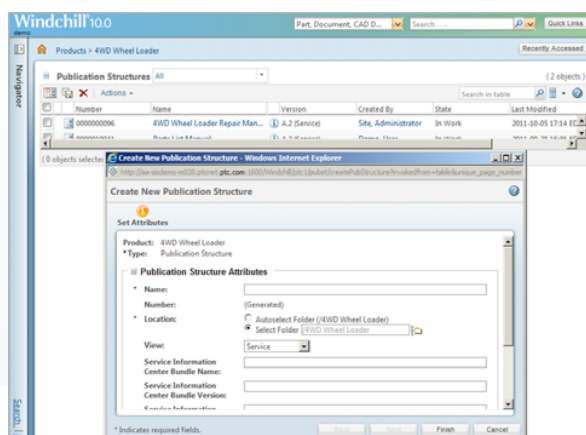 Windchill 10.0
demo
Part, Document, CAD D...
Search . . .
Quick Links
Products > 4WD Wheel Loader
Recently Accessed
Navigator
Publication Structures All
( 2 objects )
Actions
Search in table
Number Name Version Created By State Last Modified
0000000096 4WD Wheel Loader Repair Man... A.2 (Service) Site, Administrator In Work 2011-10-05 17:14 E
Parts List Manual A.2 (Service) Demo, User In Work
( 0 objects selected
Create New Publication Structure - Windows Internet Explorer
Create New Publication Structure
Set Attributes
Product: 4WD Wheel Loader
*Type: Publication Structure
Publication Structure Attributes
* Name:
Number: (Generated)
* Location: Autoselect Folder (/4WD Wheel Loader)
Select Folder /4WD Wheel Loader
View: Service
Service Information
Center Bundle Name:
Service Information
Center Bundle Version:
Service Information
* Indicates required fields.
Back Next Finish Cancel
Search